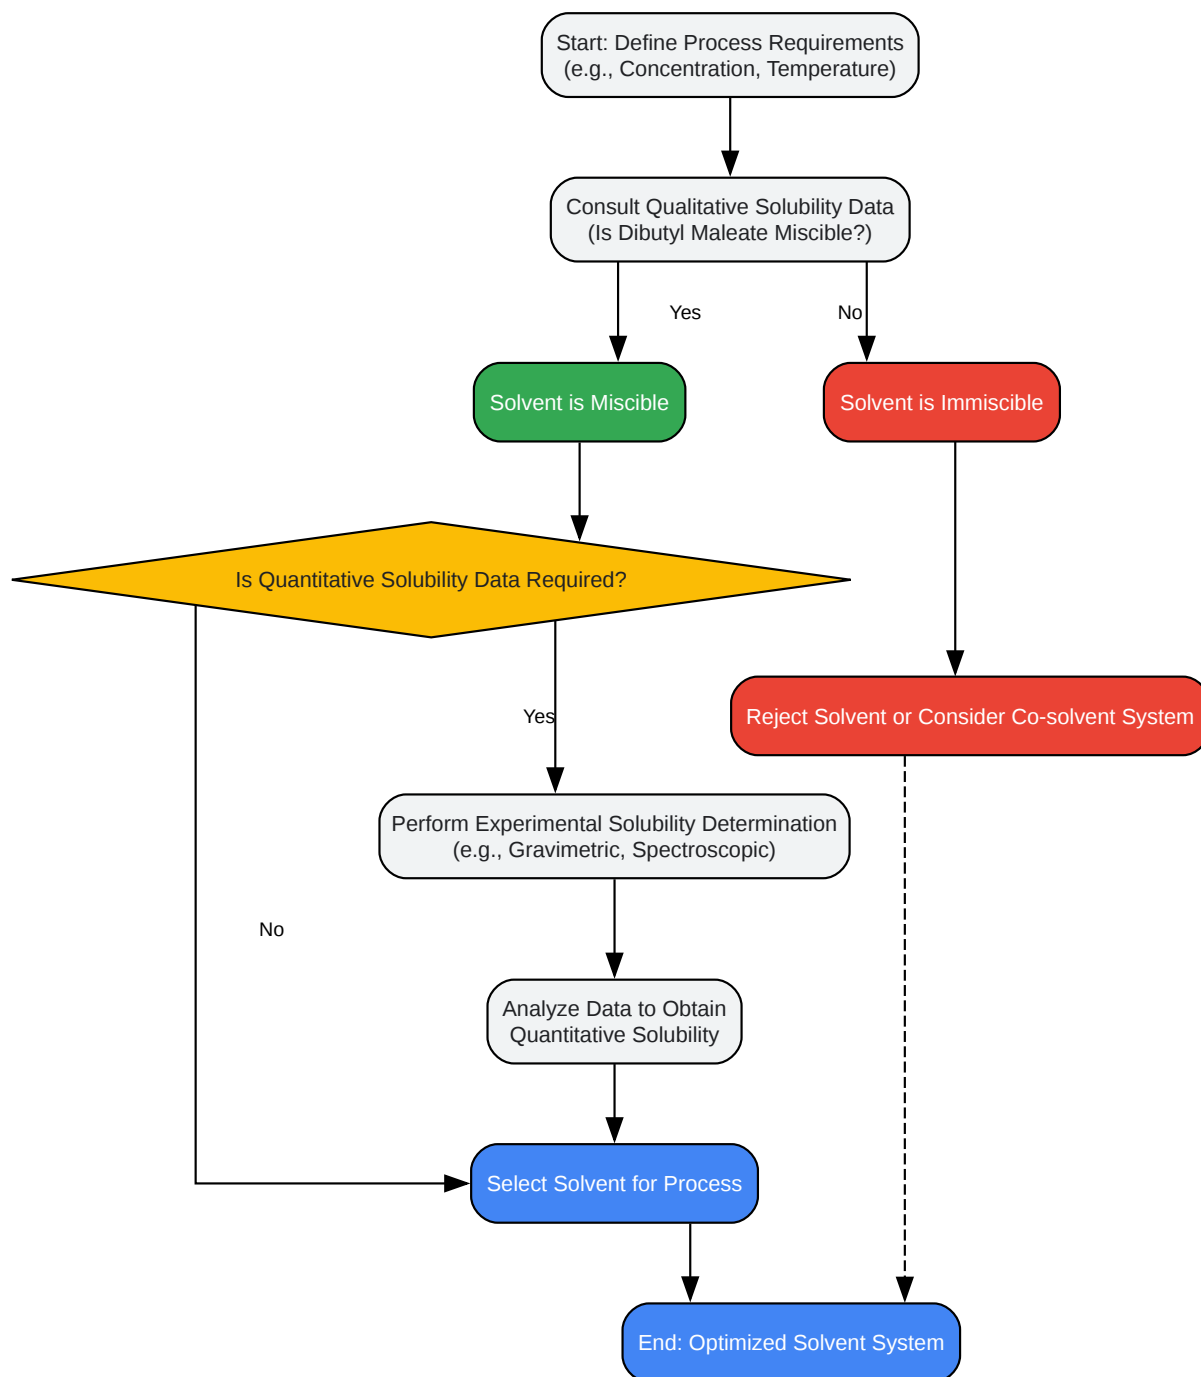 Start: Define Process Requirements
(e.g., Concentration, Temperature)
Consult Qualitative Solubility Data
(Is Dibutyl Maleate Miscible?)
Yes
No
Solvent is Miscible
Solvent is Immiscible
Is Quantitative Solubility Data Required?
Yes
Reject Solvent or Consider Co-solvent System
Perform Experimental Solubility Determination
(e.g., Gravimetric, Spectroscopic)
No
Analyze Data to Obtain
Quantitative Solubility
Select Solvent for Process
End: Optimized Solvent System